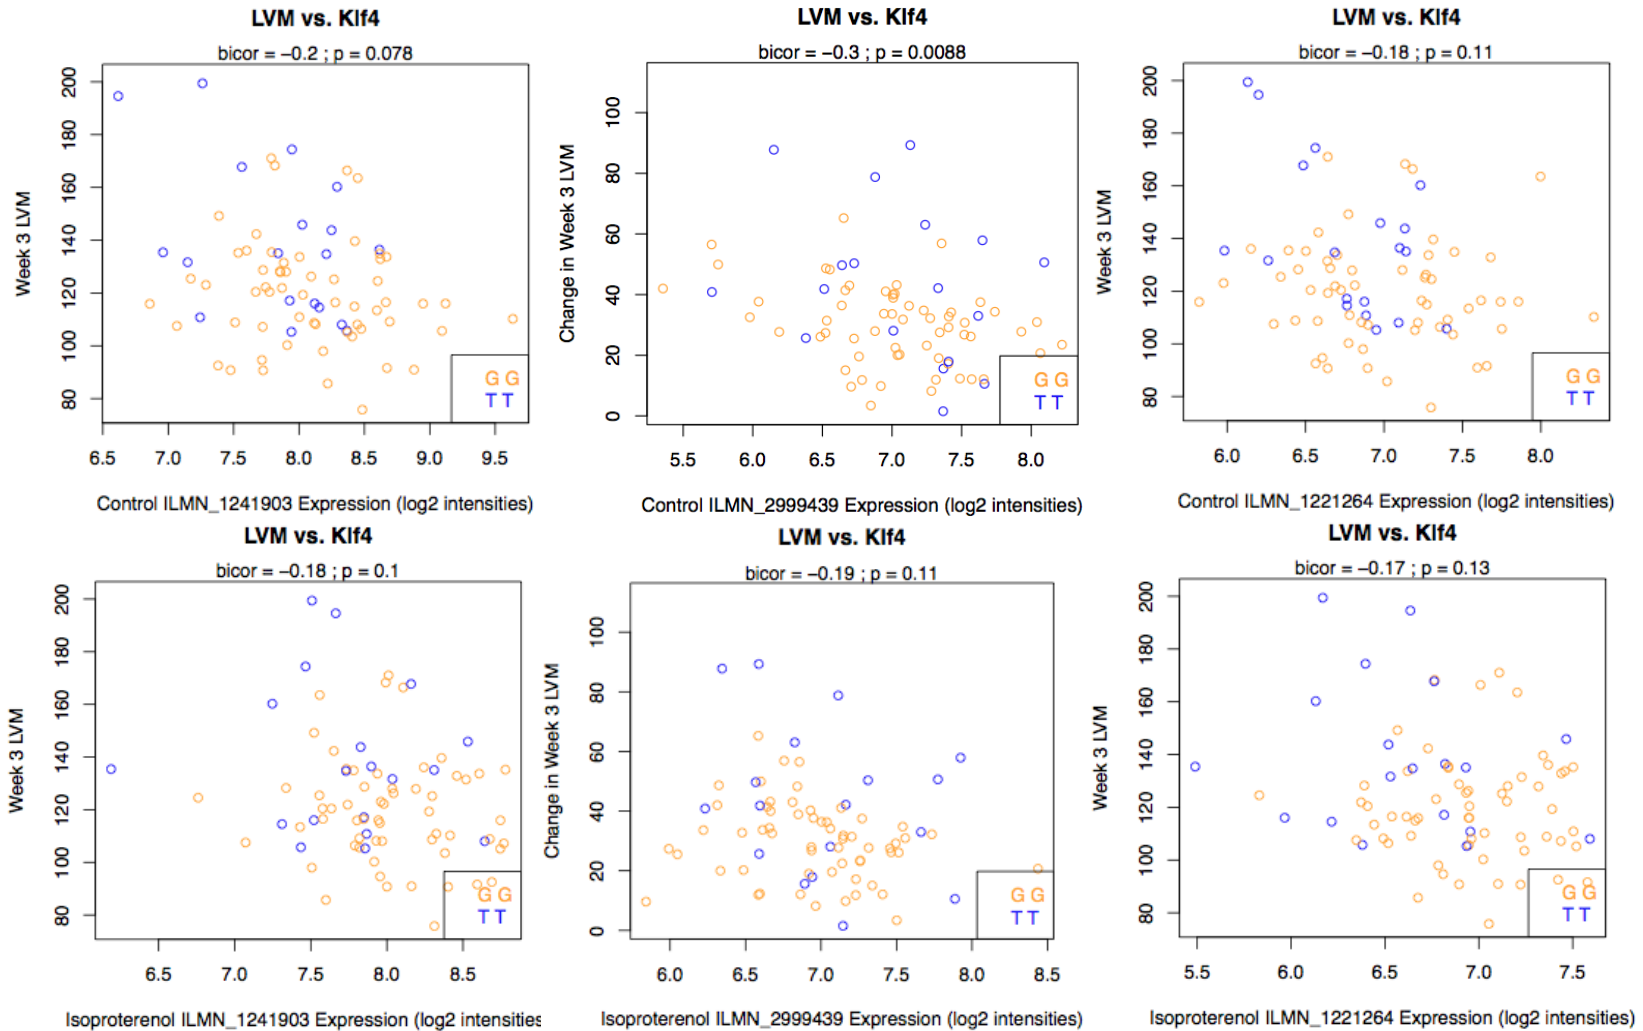 LVM vs. Klf4
bicor = −0.2 ; p = 0.078
Week 3 LVM
200
180
160
140
120
100
80
G G
T T
6.5 7.0 7.5 8.0 8.5 9.0 9.5
Control ILMN_1241903 Expression (log2 intensities)
LVM vs. Klf4
bicor = −0.3 ; p = 0.0088
Change in Week 3 LVM
100
80
60
40
20
0
G G
T T
5.5 6.0 6.5 7.0 7.5 8.0
Control ILMN_2999439 Expression (log2 intensities)
LVM vs. Klf4
bicor = −0.18 ; p = 0.11
Week 3 LVM
200
180
160
140
120
100
80
G G
T T
6.0 6.5 7.0 7.5 8.0
Control ILMN_1221264 Expression (log2 intensities)
LVM vs. Klf4
bicor = −0.18 ; p = 0.1
Week 3 LVM
200
180
160
140
120
100
80
G G
T T
6.5 7.0 7.5 8.0 8.5
Isoproterenol ILMN_1241903 Expression (log2 intensities
LVM vs. Klf4
bicor = −0.19 ; p = 0.11
Change in Week 3 LVM
100
80
60
40
20
0
G G
T T
6.0 6.5 7.0 7.5 8.0 8.5
Isoproterenol ILMN_2999439 Expression (log2 intensities)
LVM vs. Klf4
bicor = −0.17 ; p = 0.13
Week 3 LVM
200
180
160
140
120
100
80
G G
T T
5.5 6.0 6.5 7.0 7.5
Isoproterenol ILMN_1221264 Expression (log2 intensities)